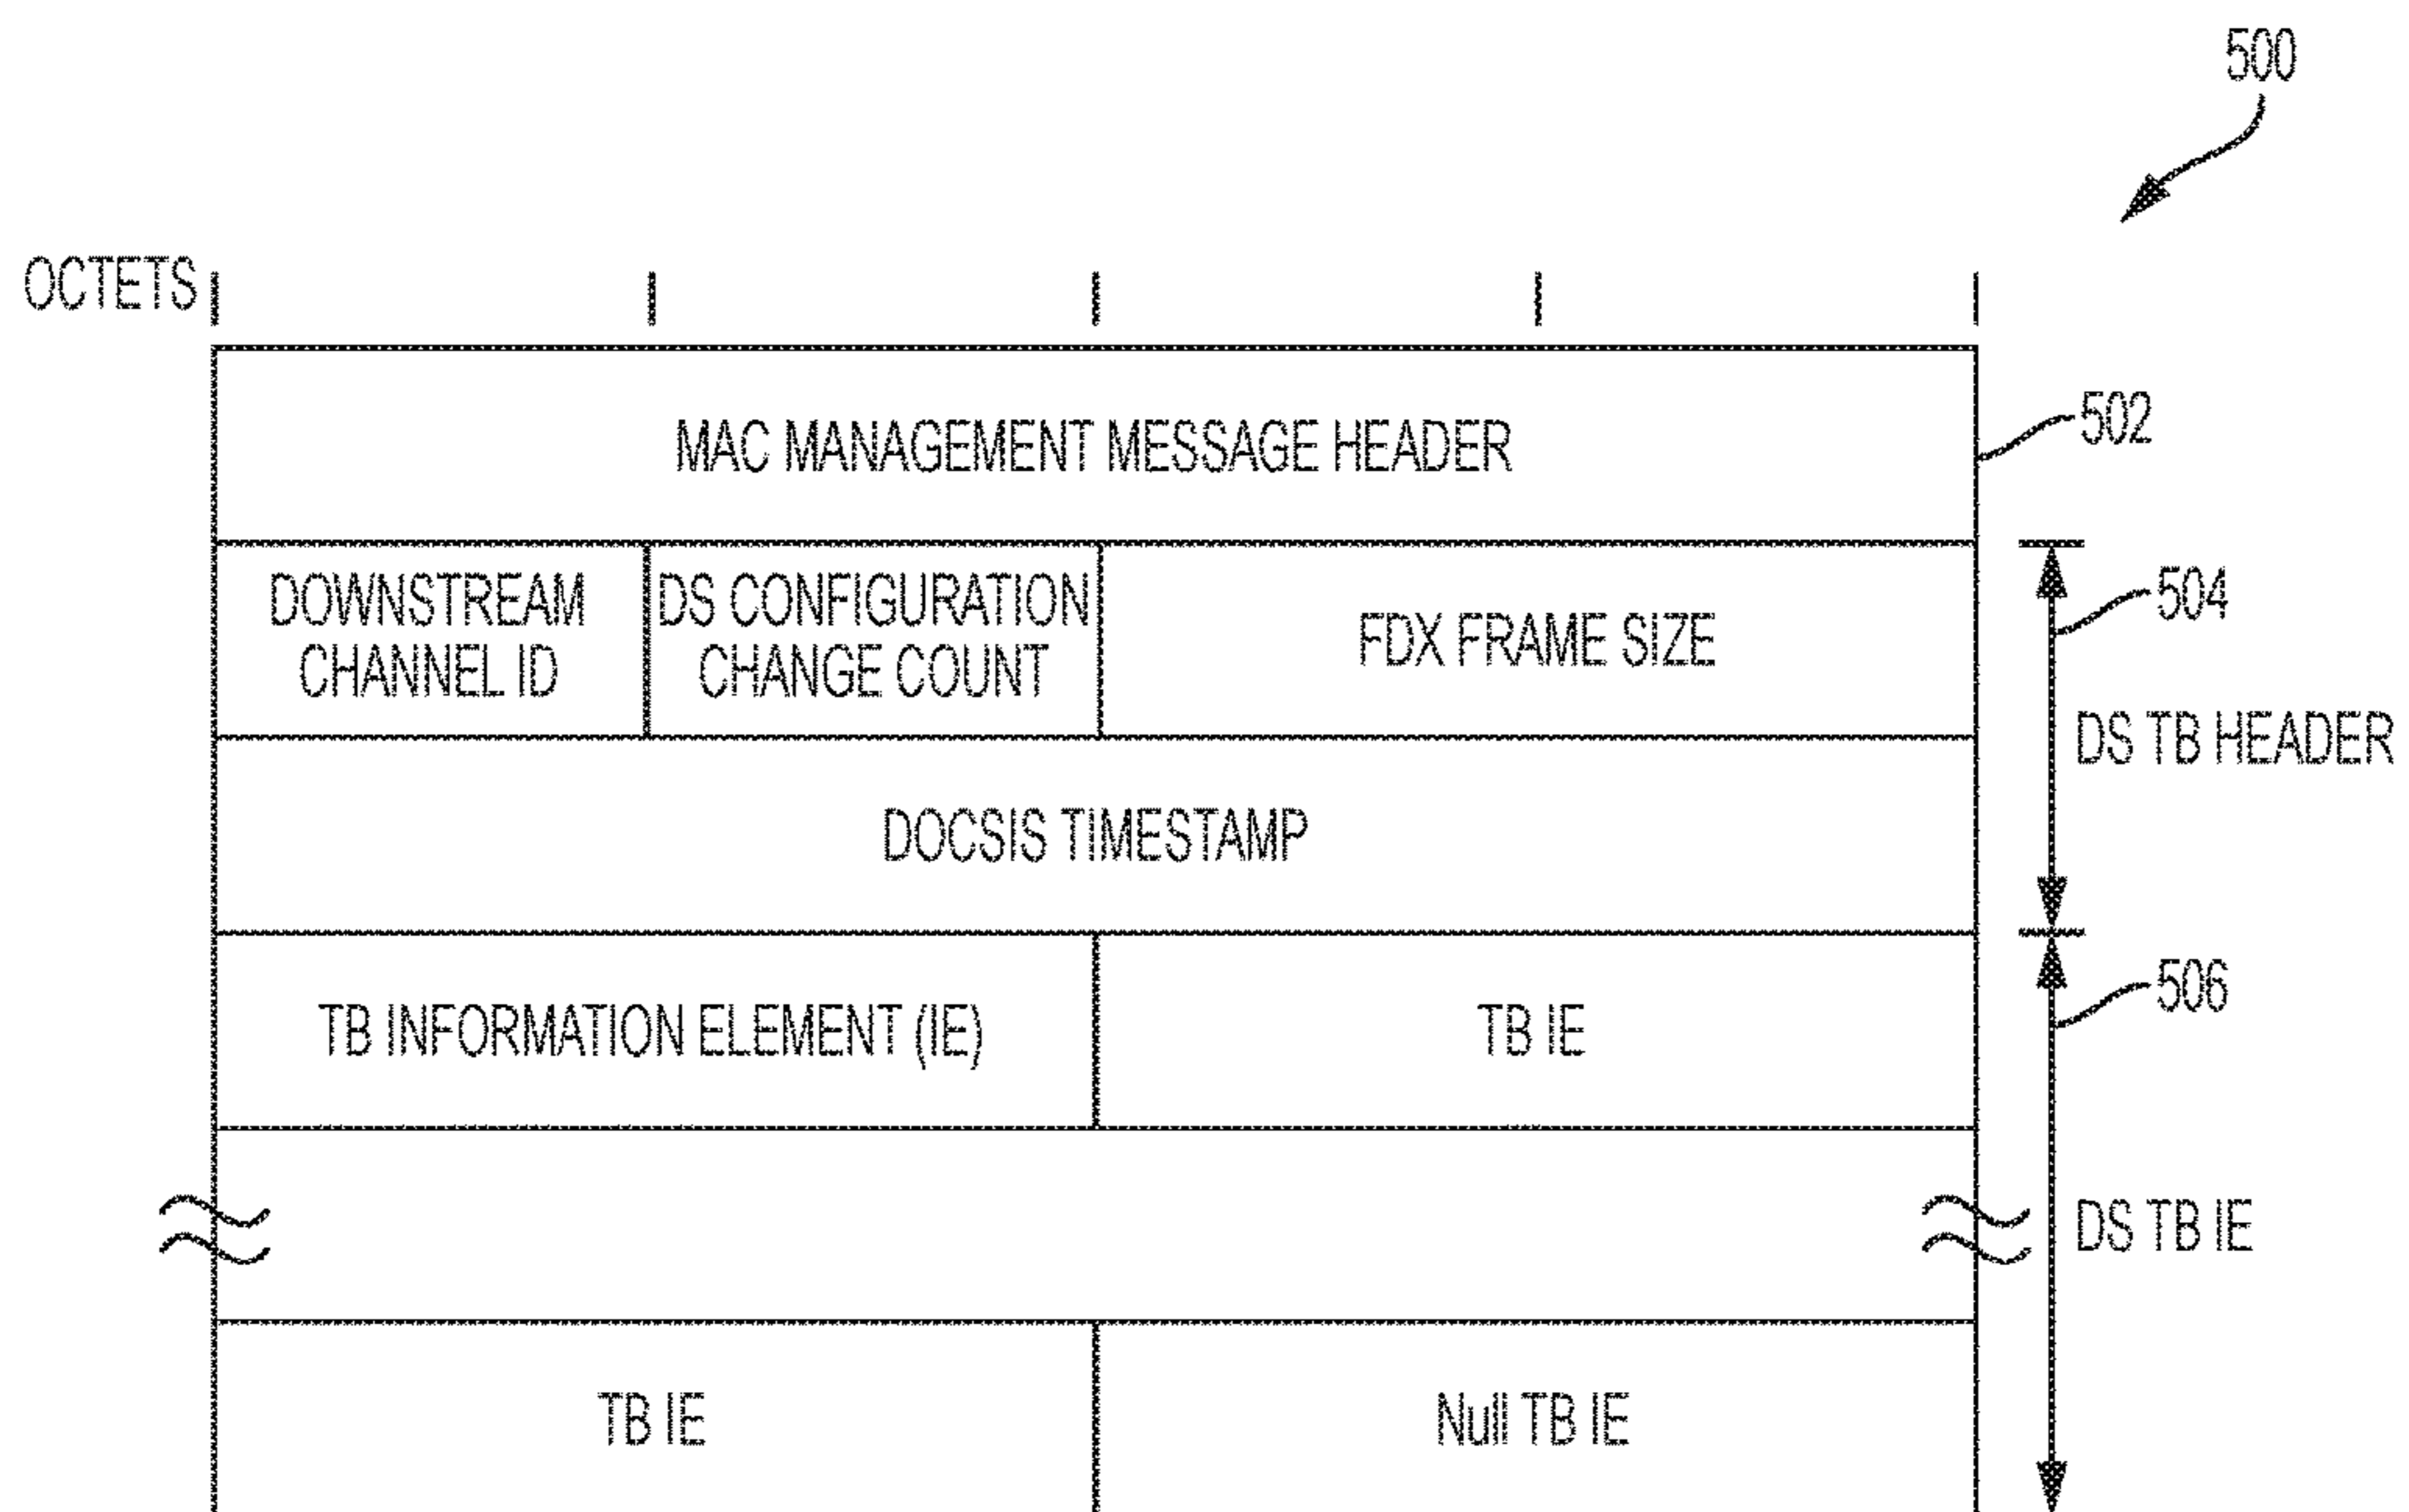 500
OCTETS
MAC MANAGEMENT MESSAGE HEADER
502
DOWNSTREAM
CHANNEL ID
DS CONFIGURATION
CHANGE COUNT
FDX FRAME SIZE
504
DS TB HEADER
DOCSIS TIMESTAMP
TB INFORMATION ELEMENT (IE)
TB IE
506
DS TB IE
TB IE
Null TB IE